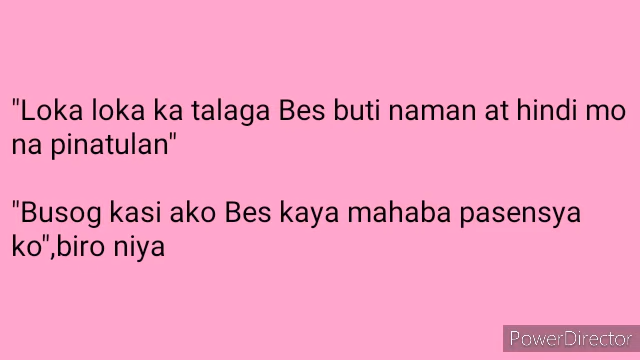 "Loka loka ka talaga Bes buti naman at hindi mo
na pinatulan"
"Busog kasi ako Bes kaya mahaba pasensya
ko",biro niya
PowerDirector